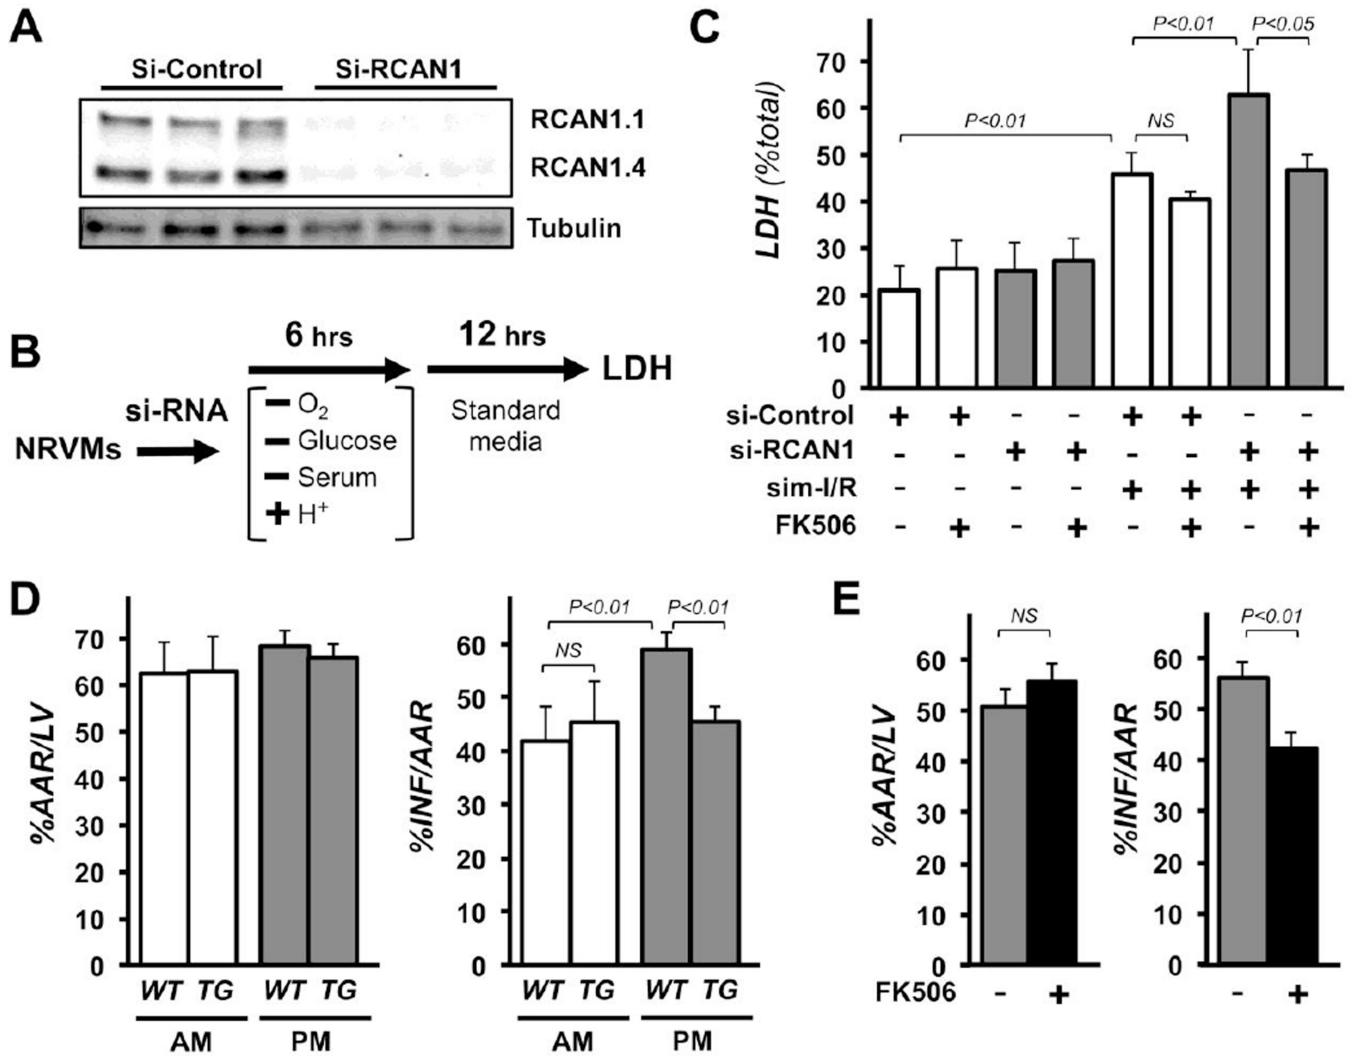 A
Si-Control Si-RCAN1
RCAN1.1
RCAN1.4
Tubulin
B
NRVMs
si-RNA
6 hrs
− O₂
− Glucose
− Serum
+ H⁺
12 hrs
Standard
media
LDH
C
LDH (%total)
70
60
50
40
30
20
10
0
P<0.01
P<0.01
NS
P<0.05
si-Control + + - - + + - -
si-RCAN1 - - + + - - + +
sim-I/R - - - - + + + +
FK506 - + - + - + - +
D
%AAR/LV
70
60
50
40
30
20
10
0
WT TG WT TG
AM PM
%INF/AAR
60
50
40
30
20
10
0
P<0.01
P<0.01
NS
WT TG WT TG
AM PM
E
%AAR/LV
60
50
40
30
20
10
0
NS
FK506 - +
%INF/AAR
60
50
40
30
20
10
0
P<0.01
- +